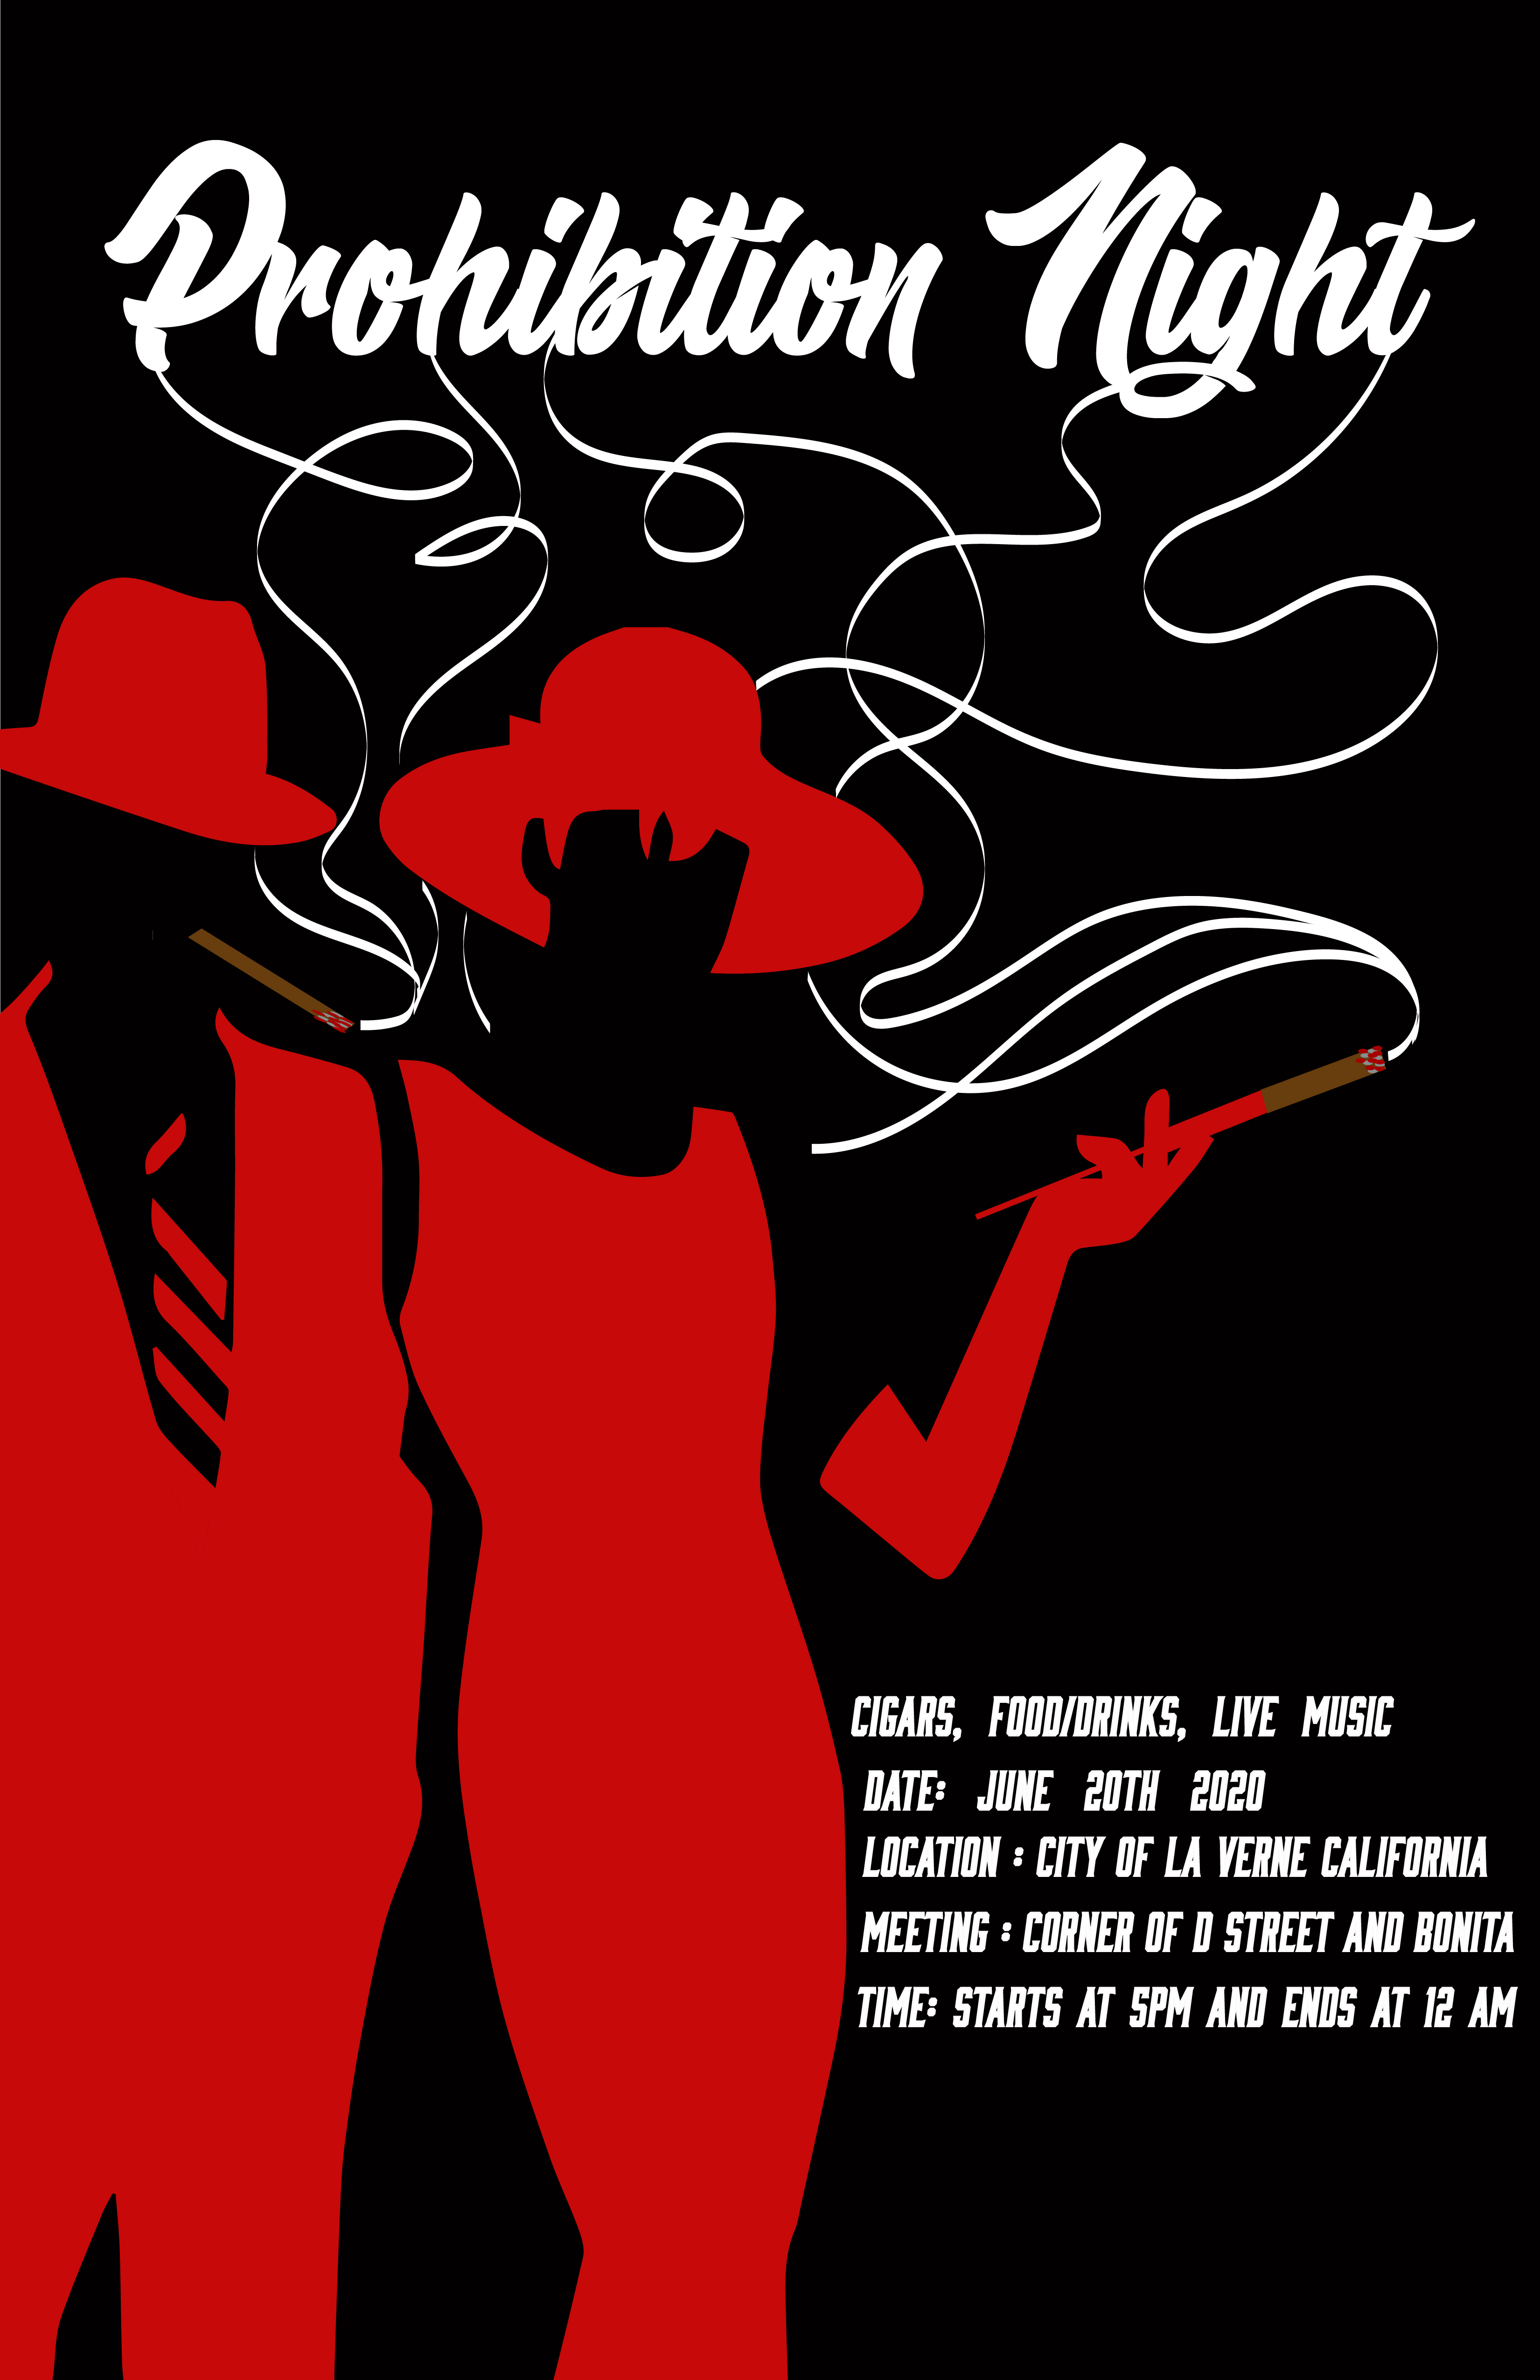 Prohibition Night
CIGARS, FOOD/DRINKS, LIVE MUSIC
DATE: JUNE 20TH 2020
LOCATION : CITY OF LA VERNE CALIFORNIA
MEETING : CORNER OF D STREET AND BONITA
TIME: STARTS AT 5PM AND ENDS AT 12 AM